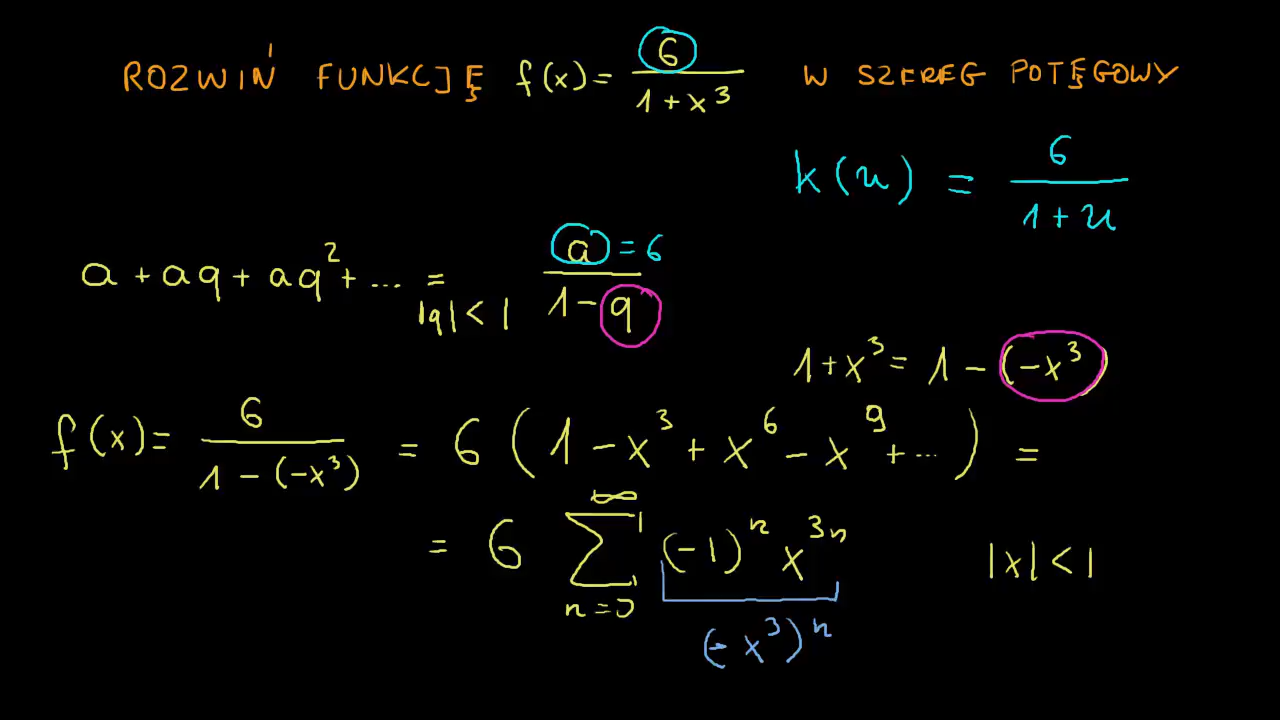 ROZWIŃ FUNKCJĘ f(x) = 6/(1+x³) W SZEREG POTĘGOWY
k(u) = 6/(1+u)
a + aq + aq² + ... = |q|<1 a/(1-q) a = 6
1+x³ = 1 - (-x³)
f(x) = 6/(1-(-x³)) = 6(1 - x³ + x⁶ - x⁹ + ...) =
= 6 ∑_{n=0}^{∞} (-1)ⁿ x³ⁿ |x| < 1
(-x³)ⁿ